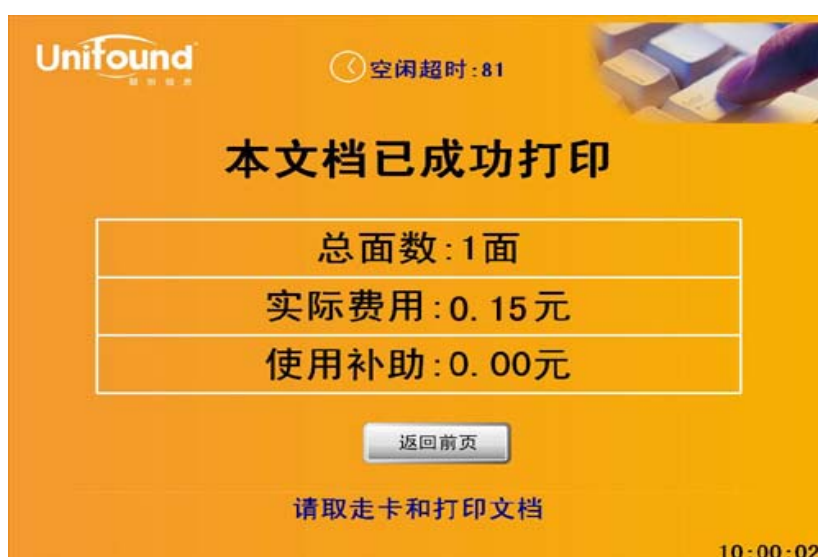 Unifound
空闲超时:81
本文档已成功打印
总面数:1面
实际费用:0.15元
使用补助:0.00元
返回前页
请取走卡和打印文档
10:00:02